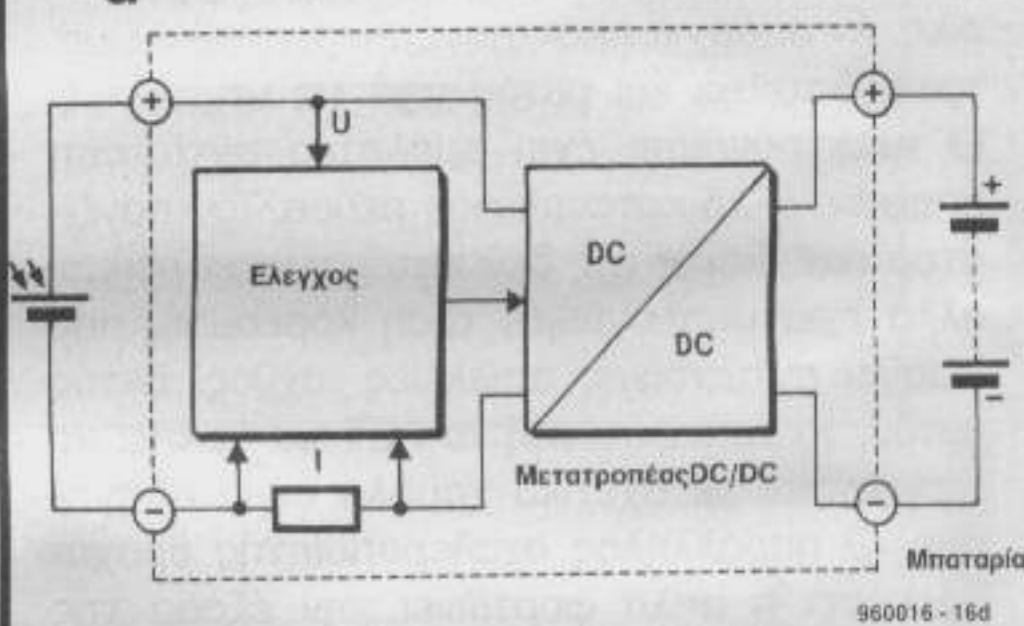 d
+ + 
U
+
DC
Ελεγχος
DC
I
ΜετατροπέαςDC/DC
-
- -
Μπαταρία
960016 - 16d